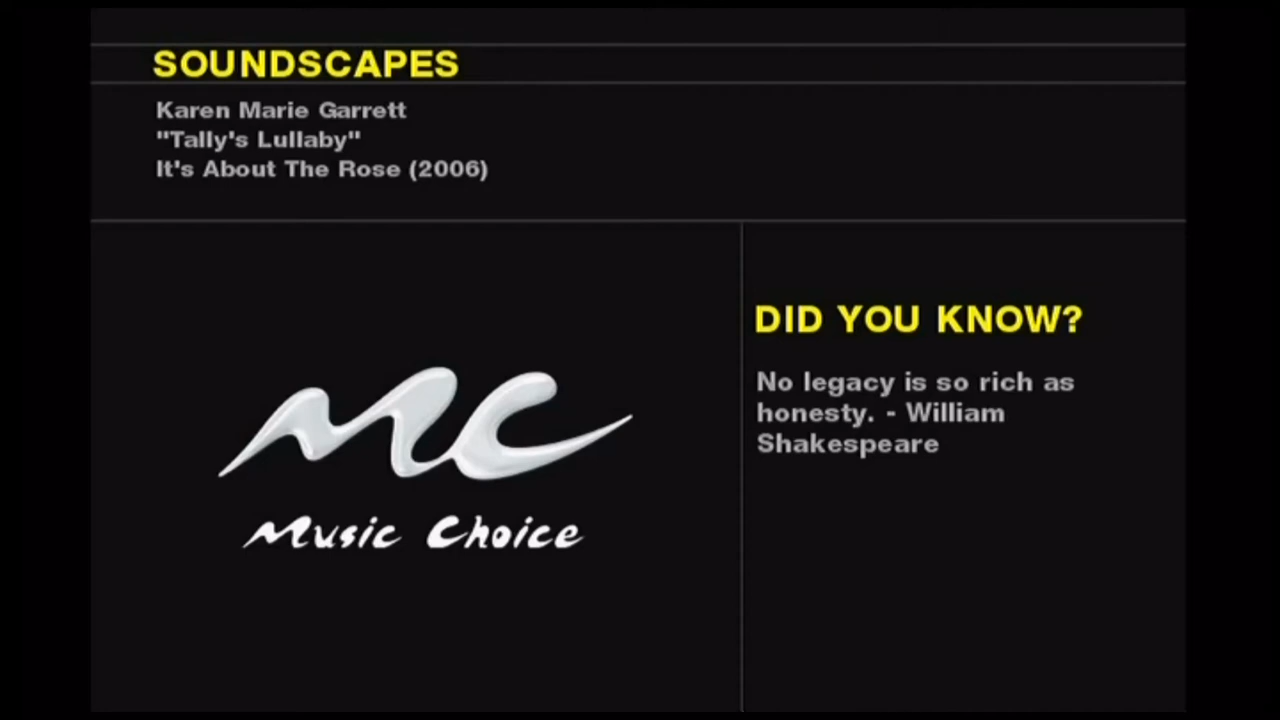 SOUNDSCAPES
Karen Marie Garrett
"Tally's Lullaby"
It's About The Rose (2006)
MC
Music Choice
DID YOU KNOW?
No legacy is so rich as
honesty. - William
Shakespeare